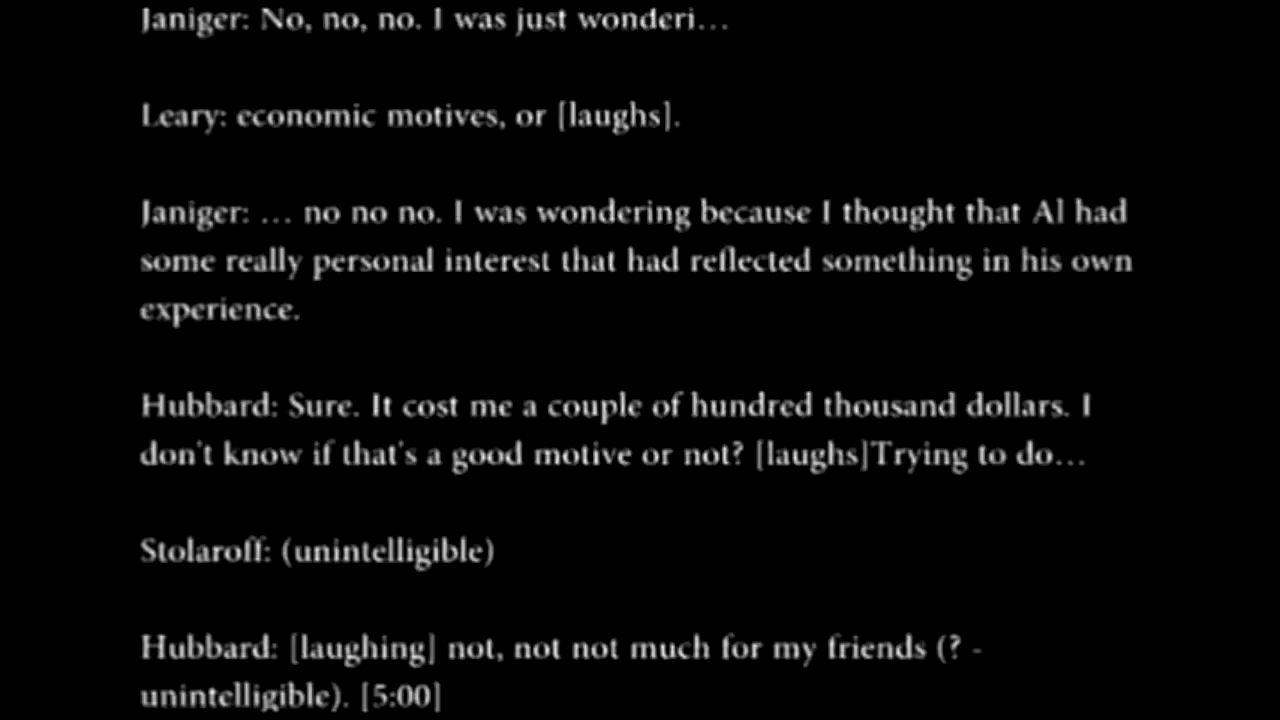 Janiger: No, no, no. I was just wonderi…
Leary: economic motives, or [laughs].
Janiger: … no no no. I was wondering because I thought that Al had
some really personal interest that had reflected something in his own
experience.
Hubbard: Sure. It cost me a couple of hundred thousand dollars. I
don't know if that's a good motive or not? [laughs]Trying to do…
Stolaroff: (unintelligible)
Hubbard: [laughing] not, not not much for my friends (? -
unintelligible). [5:00]